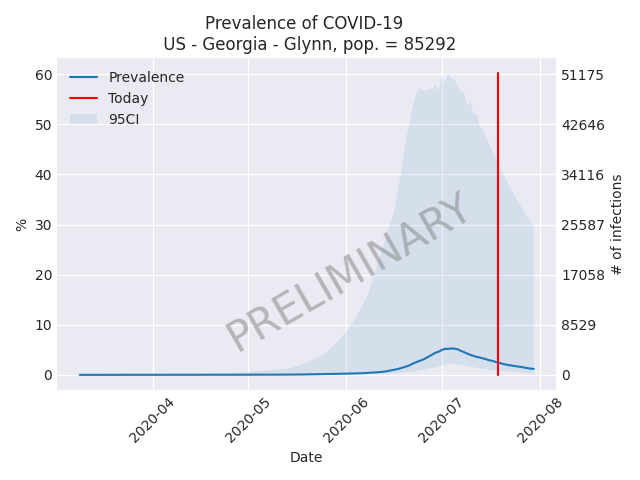 Prevalence of COVID-19
US - Georgia - Glynn, pop. = 85292
Prevalence
Today
95CI
60
50
40
30
20
10
0
%
51175
42646
34116
25587
17058
8529
0
# of infections
PRELIMINARY
2020-04
2020-05
2020-06
2020-07
2020-08
Date